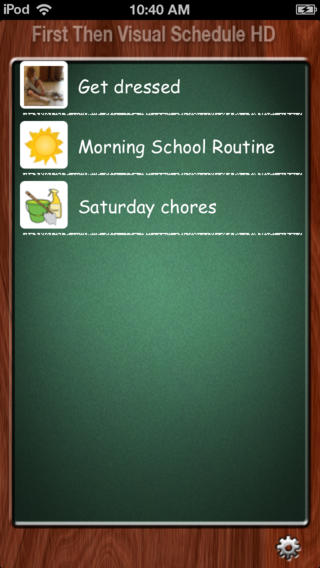 iPod 10:40 AM
First Then Visual Schedule HD
Get dressed
Morning School Routine
Saturday chores